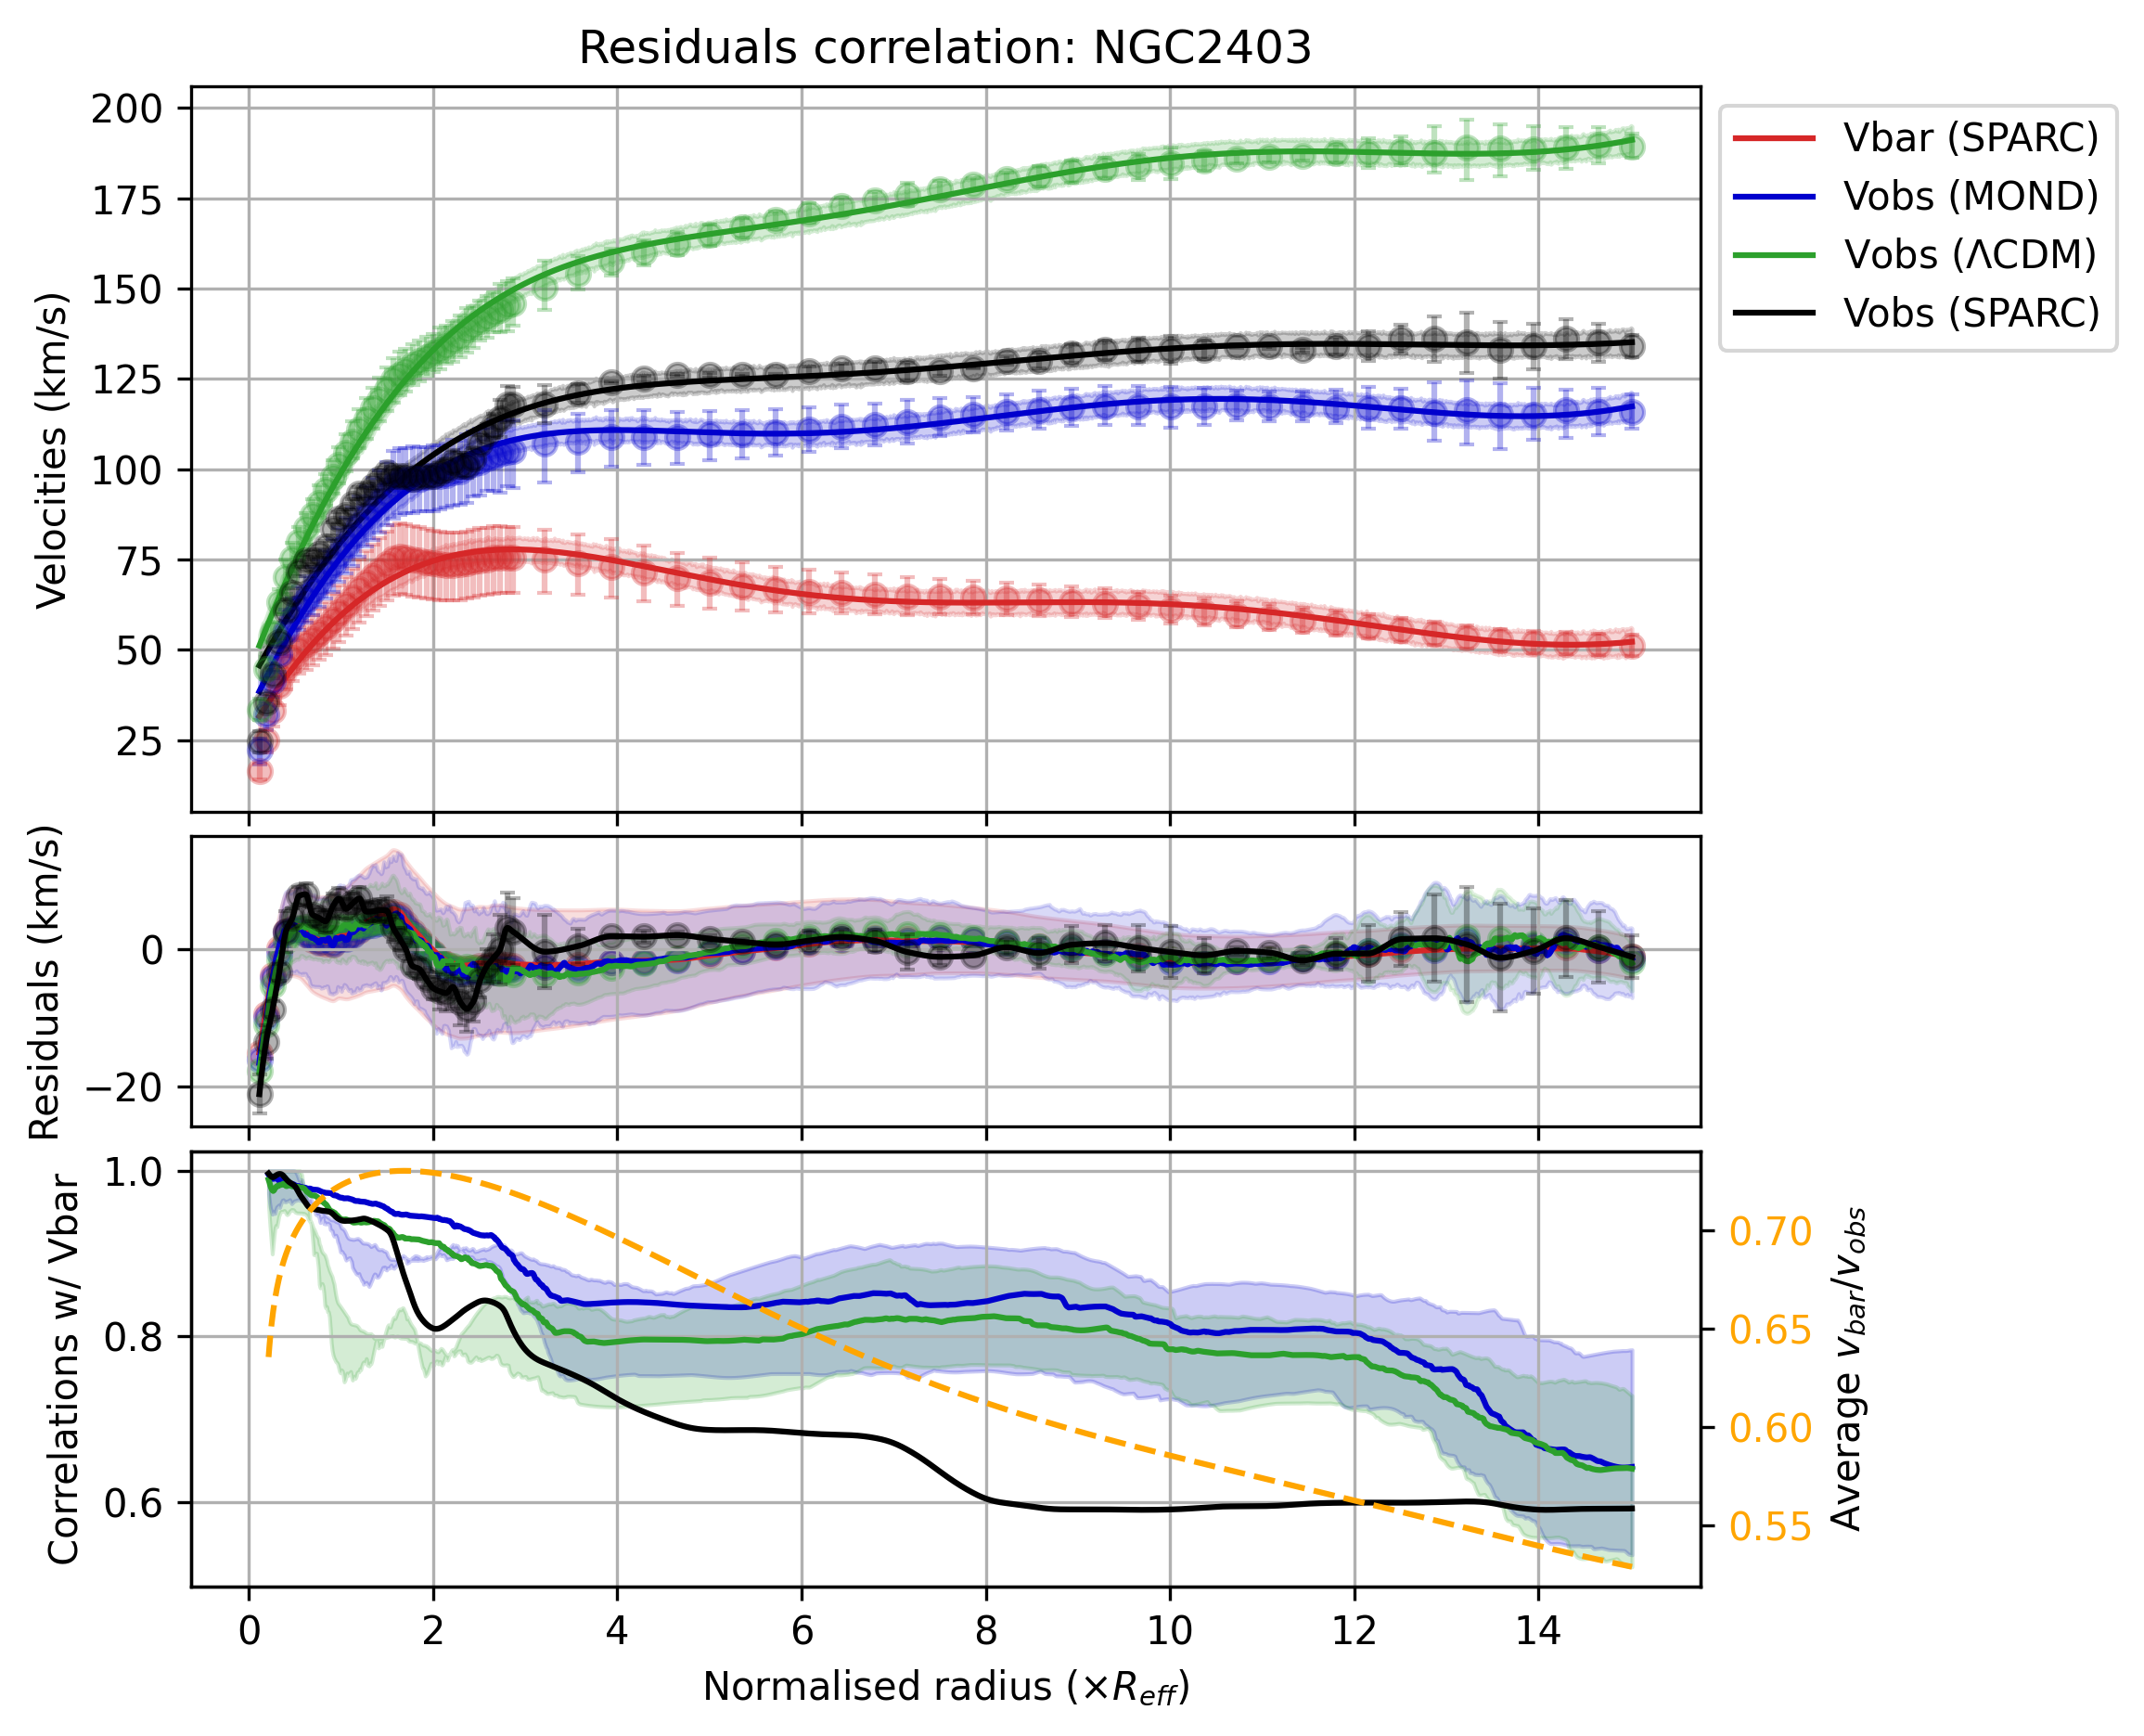 Residuals correlation: NGC2403
200
175
150
125
100
75
50
25
Velocities (km/s)
Vbar (SPARC)
Vobs (MOND)
Vobs (ΛCDM)
Vobs (SPARC)
0
−20
Residuals (km/s)
1.0
0.8
0.6
Correlations w/ Vbar
0.70
0.65
0.60
0.55
Average v_bar/v_obs
0 2 4 6 8 10 12 14
Normalised radius (×R_eff)